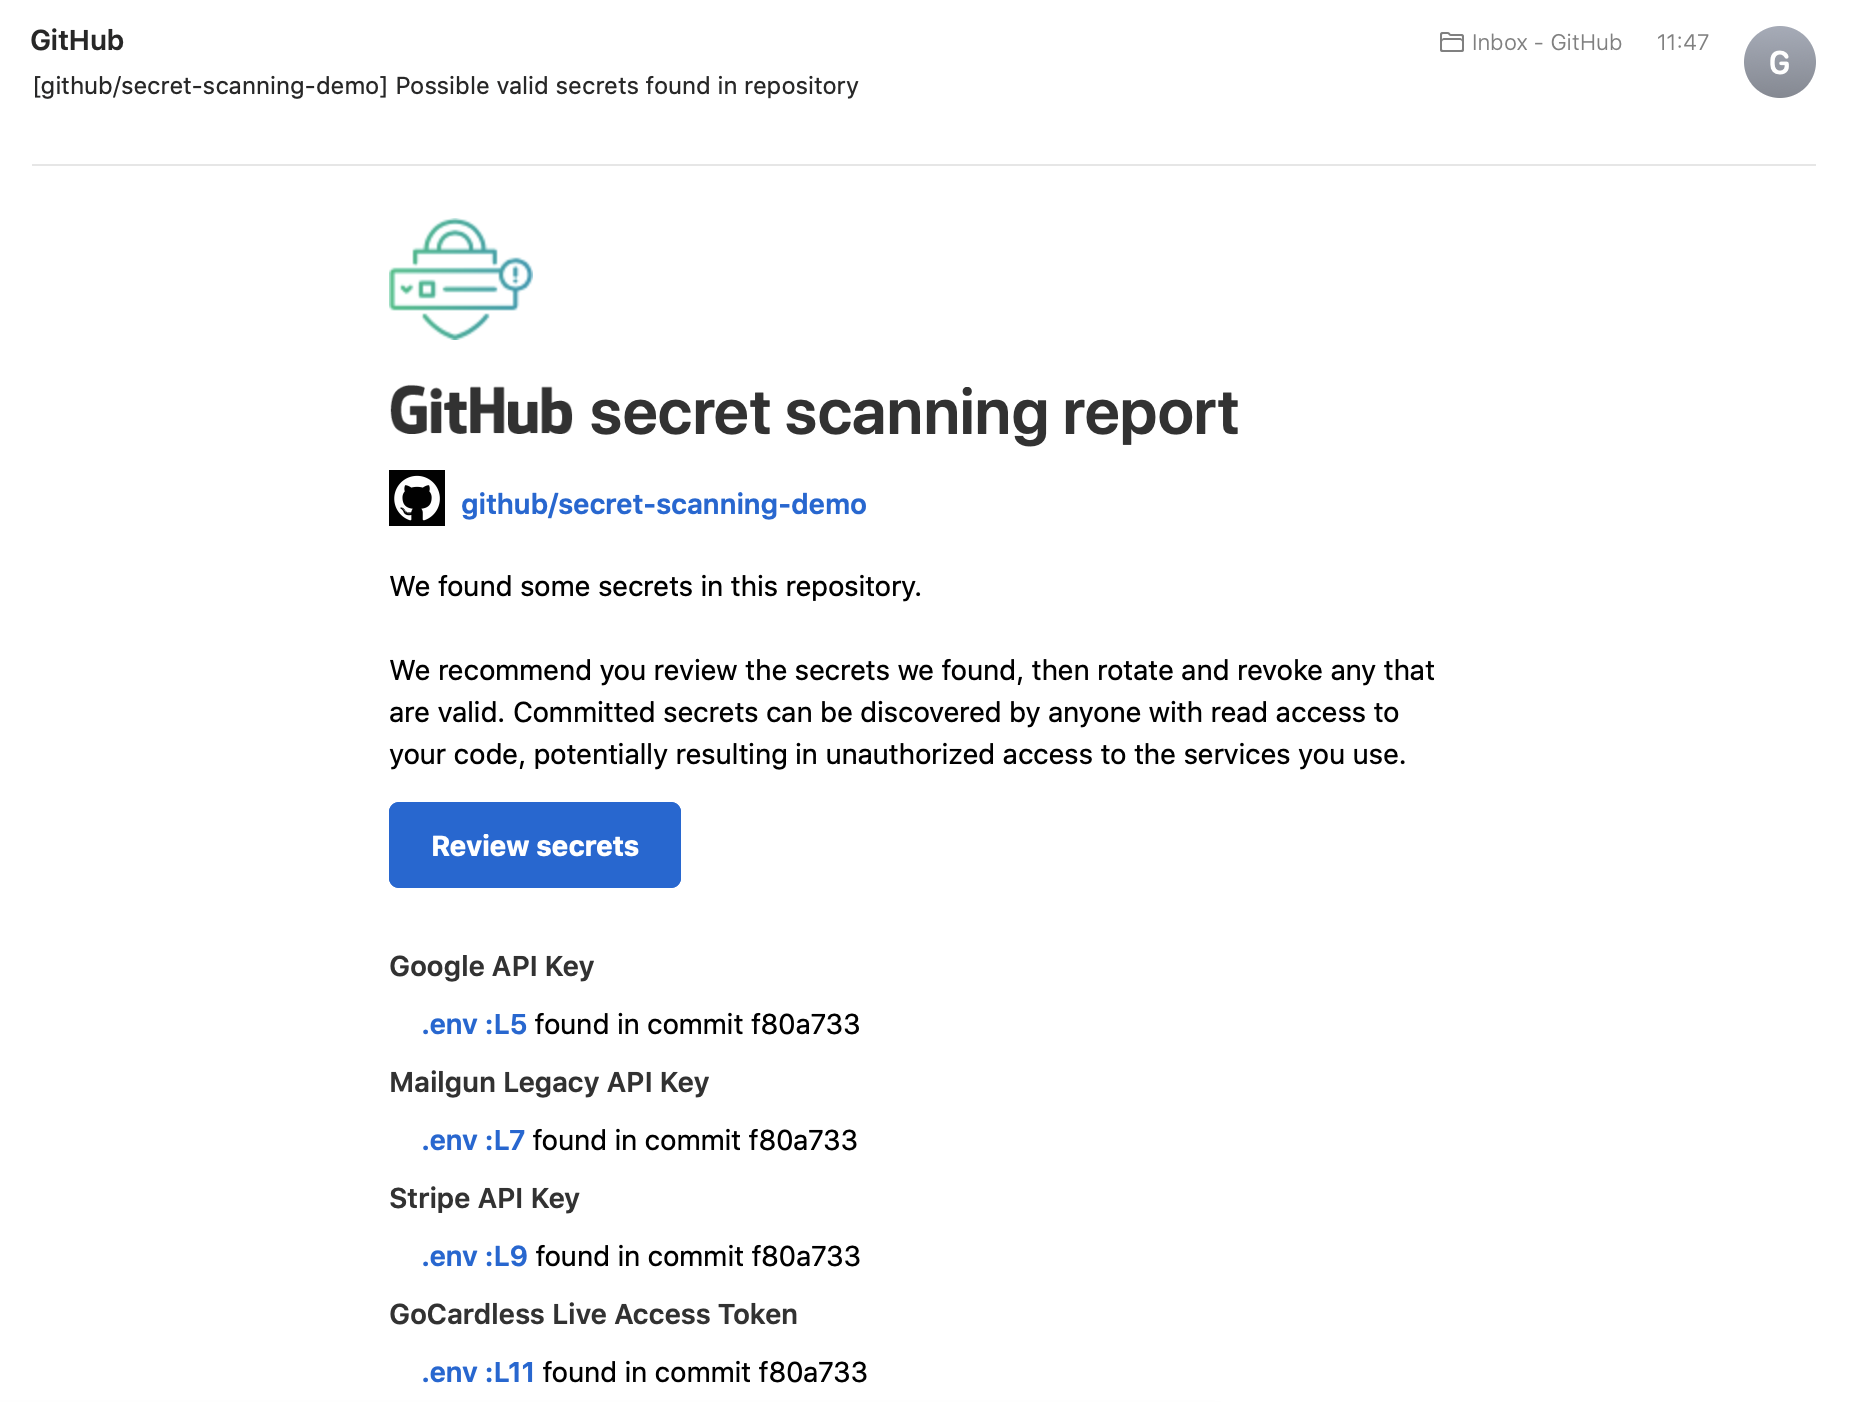 GitHub
Inbox - GitHub 11:47
G
[github/secret-scanning-demo] Possible valid secrets found in repository
GitHub secret scanning report
github/secret-scanning-demo
We found some secrets in this repository.
We recommend you review the secrets we found, then rotate and revoke any that
are valid. Committed secrets can be discovered by anyone with read access to
your code, potentially resulting in unauthorized access to the services you use.
Review secrets
Google API Key
.env :L5 found in commit f80a733
Mailgun Legacy API Key
.env :L7 found in commit f80a733
Stripe API Key
.env :L9 found in commit f80a733
GoCardless Live Access Token
.env :L11 found in commit f80a733